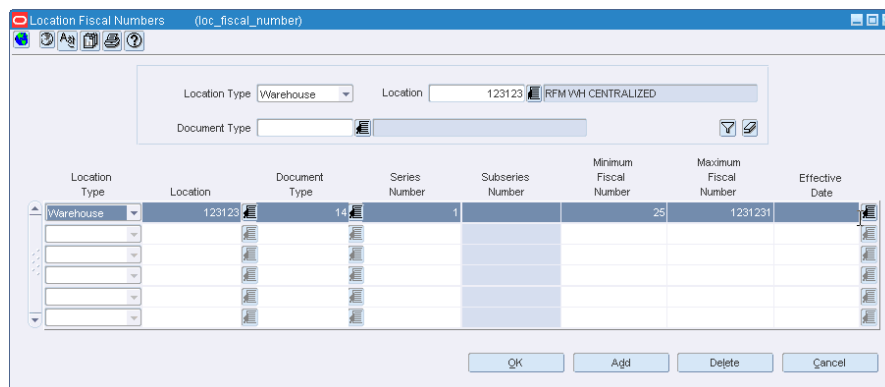 Location Fiscal Numbers (loc_fiscal_number)
Location Type Warehouse Location 123123 RFM WH CENTRALIZED
Document Type
Location Type Location Document Type Series Number Subseries Number Minimum Fiscal Number Maximum Fiscal Number Effective Date
Warehouse 123123 14 1 25 1231231
OK Add Delete Cancel